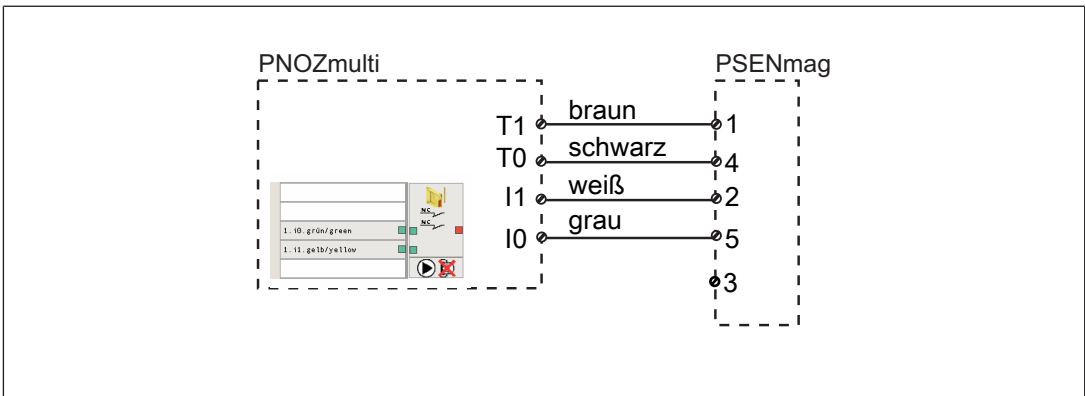 PNOZmulti
PSENmag
T1 braun 1
T0 schwarz 4
I1 weiß 2
I0 grau 5
3
NC
NC
1.i0.grün/green
1.i1.gelb/yellow